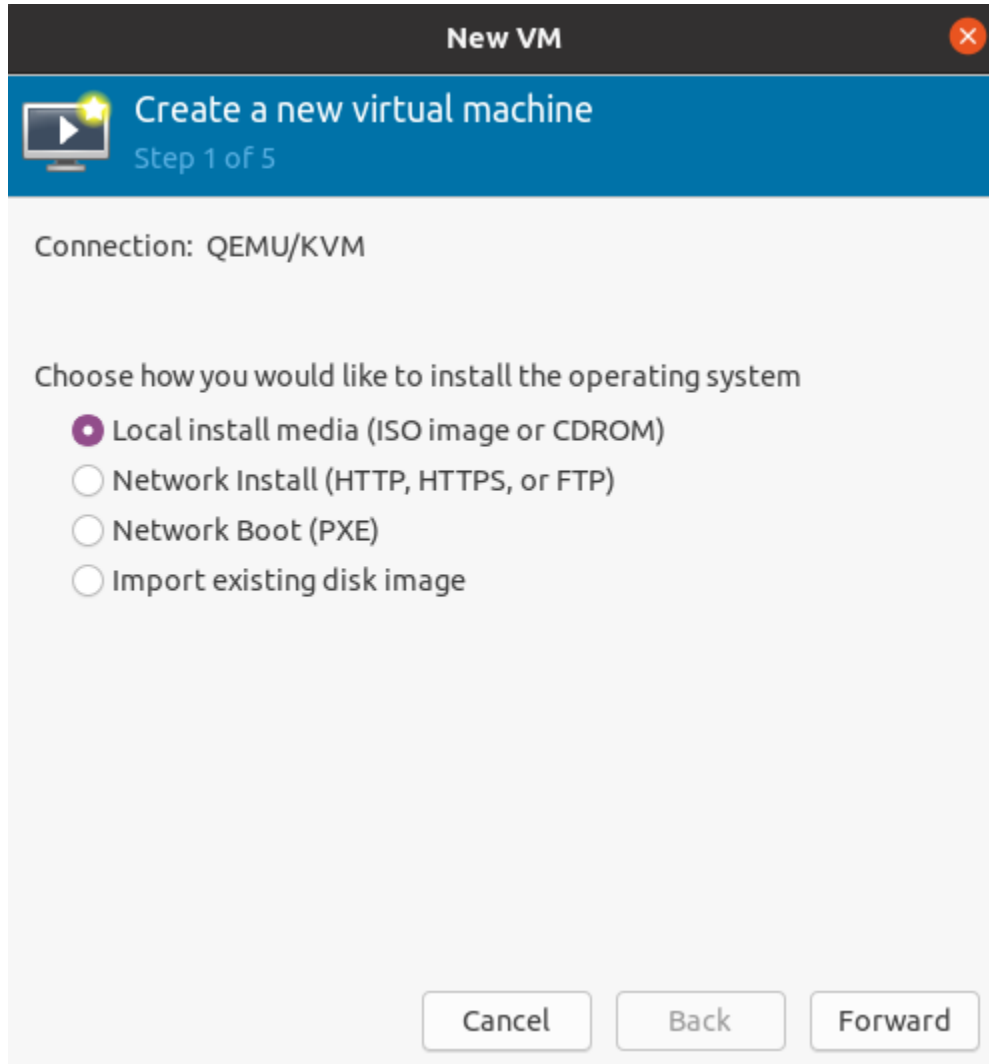 New VM
Create a new virtual machine
Step 1 of 5
Connection: QEMU/KVM
Choose how you would like to install the operating system
Local install media (ISO image or CDROM)
Network Install (HTTP, HTTPS, or FTP)
Network Boot (PXE)
Import existing disk image
Cancel Back Forward